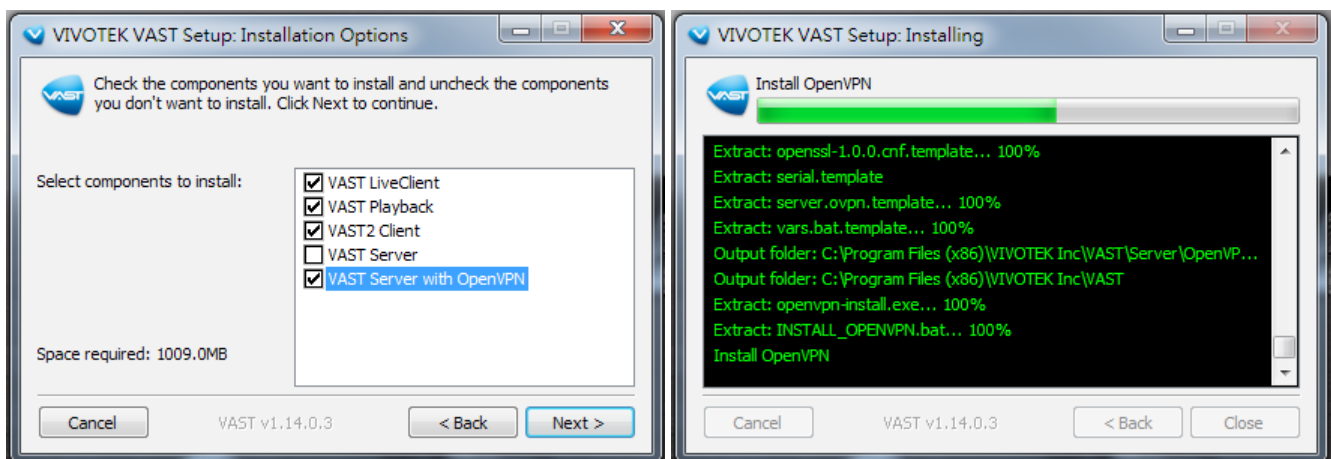 VIVOTEK VAST Setup: Installation Options
VAST
Check the components you want to install and uncheck the components
you don't want to install. Click Next to continue.
Select components to install:
VAST LiveClient
VAST Playback
VAST2 Client
VAST Server
VAST Server with OpenVPN
Space required: 1009.0MB
Cancel
VAST v1.14.0.3
< Back
Next >
VIVOTEK VAST Setup: Installing
VAST
Install OpenVPN
Extract: openssl-1.0.0.cnf.template... 100%
Extract: serial.template
Extract: server.ovpn.template... 100%
Extract: vars.bat.template... 100%
Output folder: C:\Program Files (x86)\VIVOTEK Inc\VAST\Server\OpenVP...
Output folder: C:\Program Files (x86)\VIVOTEK Inc\VAST
Extract: openvpn-install.exe... 100%
Extract: INSTALL_OPENVPN.bat... 100%
Install OpenVPN
Cancel
VAST v1.14.0.3
< Back
Close